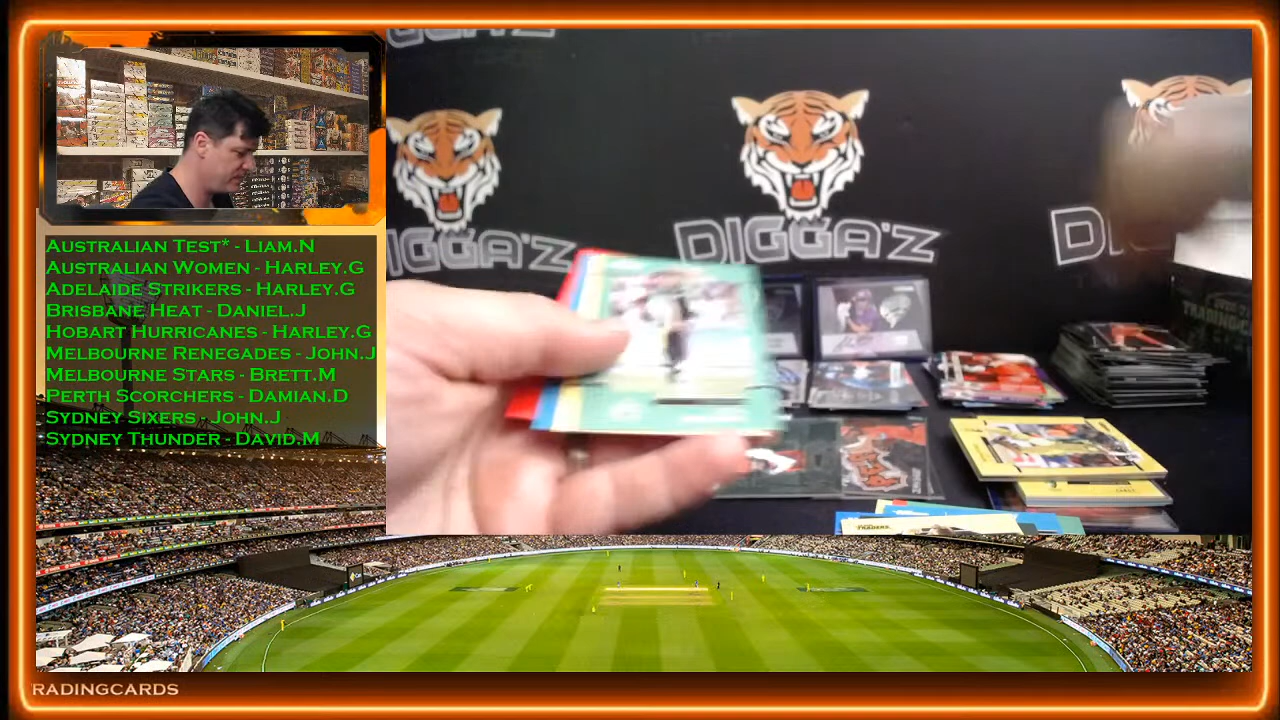 AUSTRALIAN TEST* - LIAM.N
AUSTRALIAN WOMEN - HARLEY.G
ADELAIDE STRIKERS - HARLEY.G
BRISBANE HEAT - DANIEL.J
HOBART HURRICANES - HARLEY.G
MELBOURNE RENEGADES - JOHN.J
MELBOURNE STARS - BRETT.M
PERTH SCORCHERS - DAMIAN.D
SYDNEY SIXERS - JOHN.J
SYDNEY THUNDER - DAVID.M
DIGGA'Z
TRADERS
RADINGCARDS